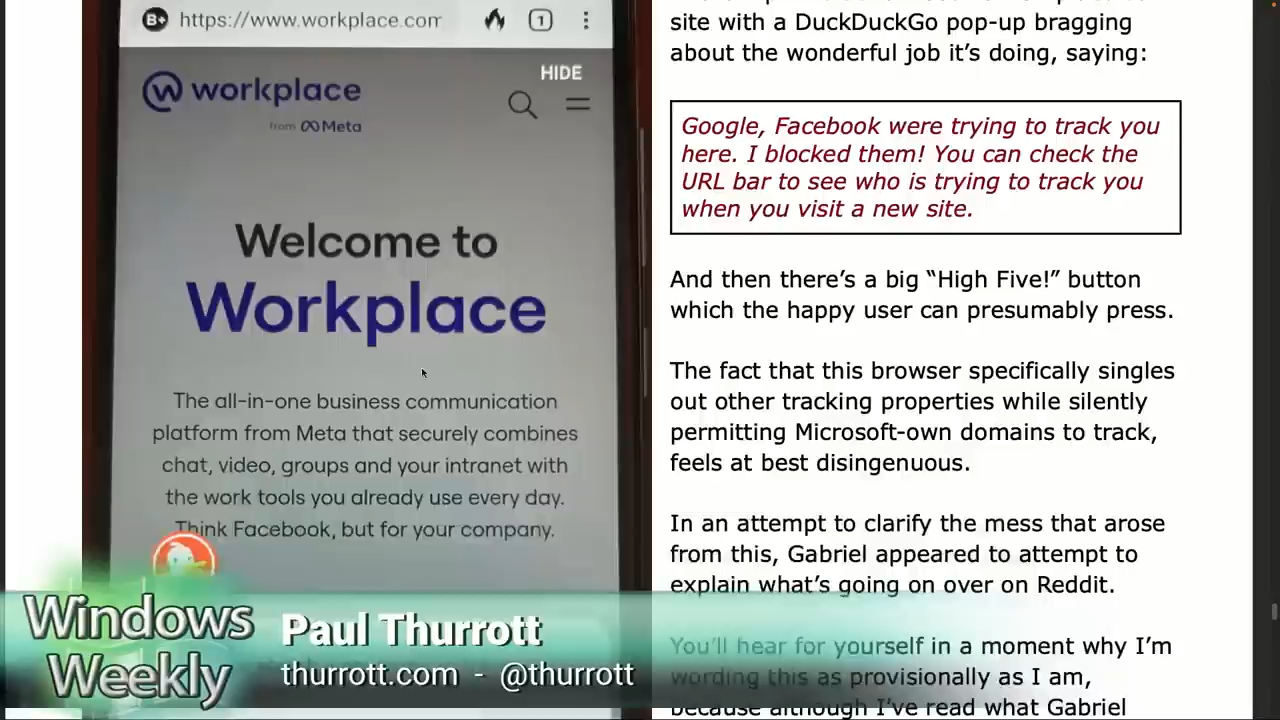 B+ https://www.workplace.com 1
HIDE
workplace
from Meta
Welcome to
Workplace
The all-in-one business communication
platform from Meta that securely combines
chat, video, groups and your intranet with
the work tools you already use every day.
Think Facebook, but for your company.
site with a DuckDuckGo pop-up bragging
about the wonderful job it’s doing, saying:
Google, Facebook were trying to track you
here. I blocked them! You can check the
URL bar to see who is trying to track you
when you visit a new site.
And then there’s a big “High Five!” button
which the happy user can presumably press.
The fact that this browser specifically singles
out other tracking properties while silently
permitting Microsoft-own domains to track,
feels at best disingenuous.
In an attempt to clarify the mess that arose
from this, Gabriel appeared to attempt to
explain what’s going on over on Reddit.
You’ll hear for yourself in a moment why I’m
wording this as provisionally as I am,
because although I’ve read what Gabriel
Windows
Weekly
Paul Thurrott
thurrott.com - @thurrott